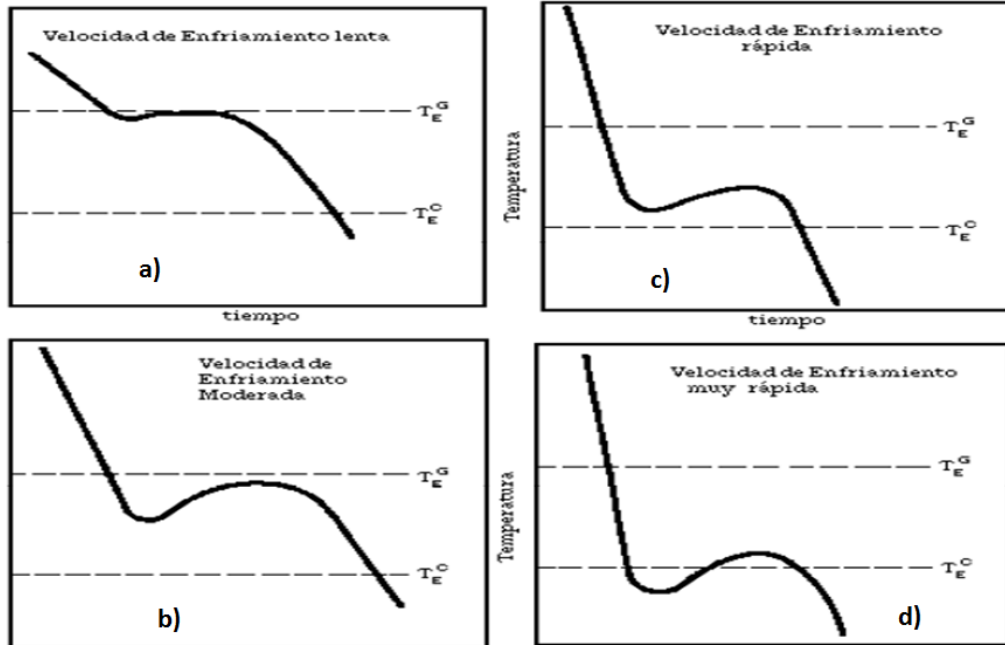 Velocidad de Enfriamiento lenta
T_E^G
T_E^C
a)
tiempo
Velocidad de Enfriamiento
rápida
Temperatura
T_E^G
T_E^C
c)
tiempo
Velocidad de
Enfriamiento
Moderada
T_E^G
T_E^C
b)
Velocidad de Enfriamiento
muy rápida
Temperatura
T_E^G
T_E^C
d)